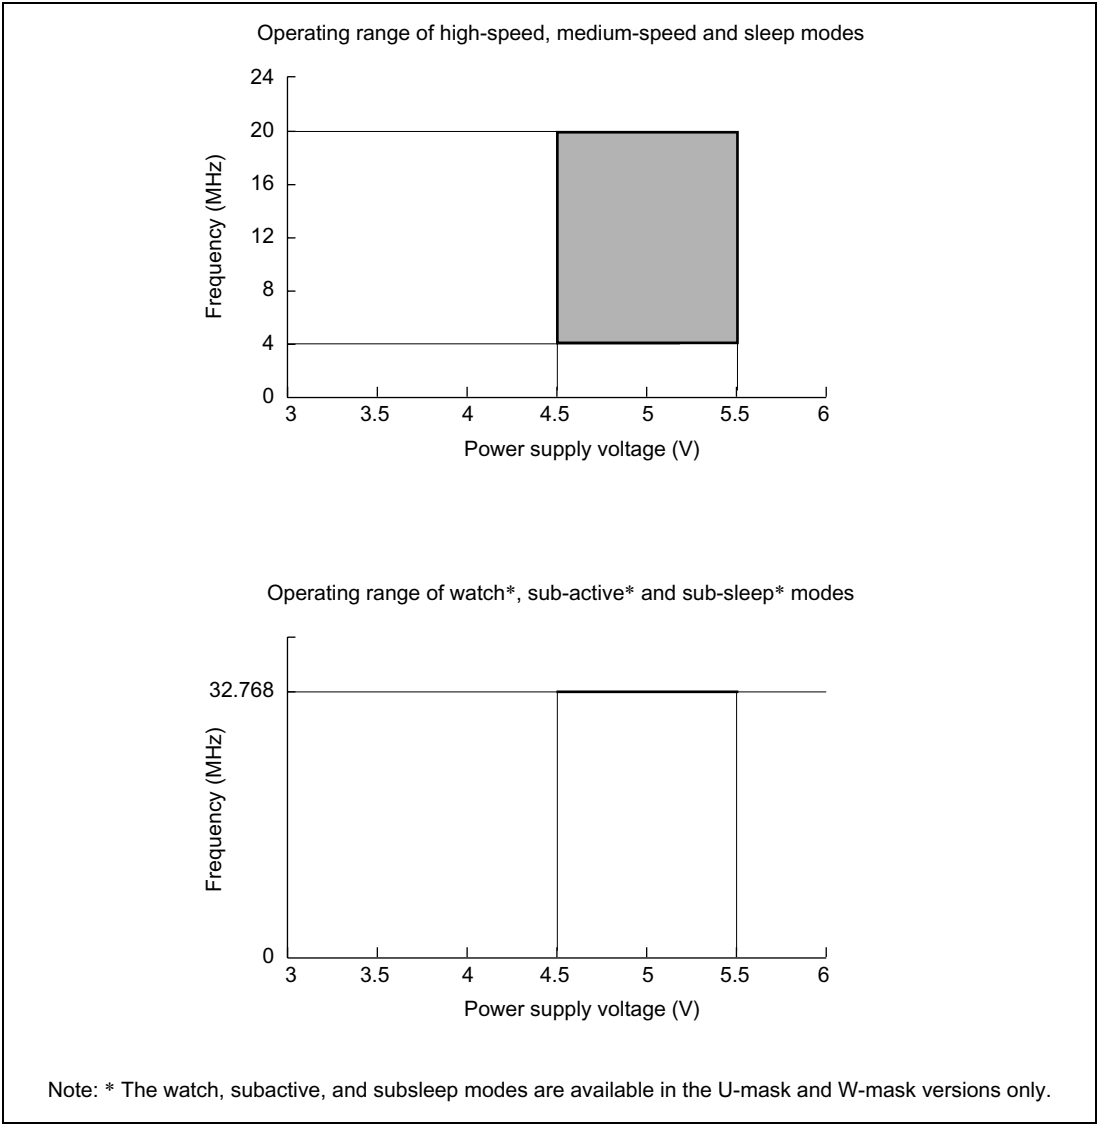 Operating range of high-speed, medium-speed and sleep modes
24
20
16
12
8
4
0
Frequency (MHz)
3 3.5 4 4.5 5 5.5 6
Power supply voltage (V)
Operating range of watch*, sub-active* and sub-sleep* modes
32.768
0
Frequency (MHz)
3 3.5 4 4.5 5 5.5 6
Power supply voltage (V)
Note: * The watch, subactive, and subsleep modes are available in the U-mask and W-mask versions only.